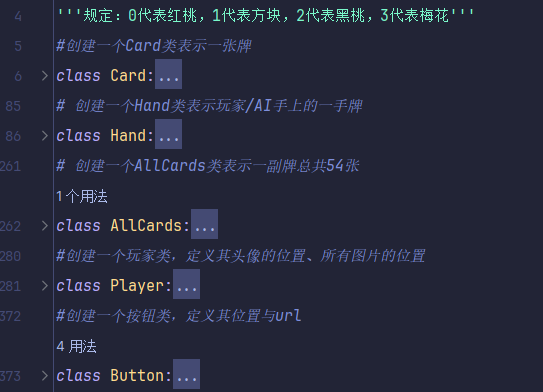 4 '''规定：0代表红桃，1代表方块，2代表黑桃，3代表梅花'''
5 #创建一个Card类表示一张牌
6 class Card:...
85 # 创建一个Hand类表示玩家/AI手上的一手牌
86 class Hand:...
261 # 创建一个AllCards类表示一副牌总共54张
1个用法
262 class AllCards:...
280 #创建一个玩家类，定义其头像的位置、所有图片的位置
281 class Player:...
372 #创建一个按钮类，定义其位置与url
4 用法
373 class Button:...